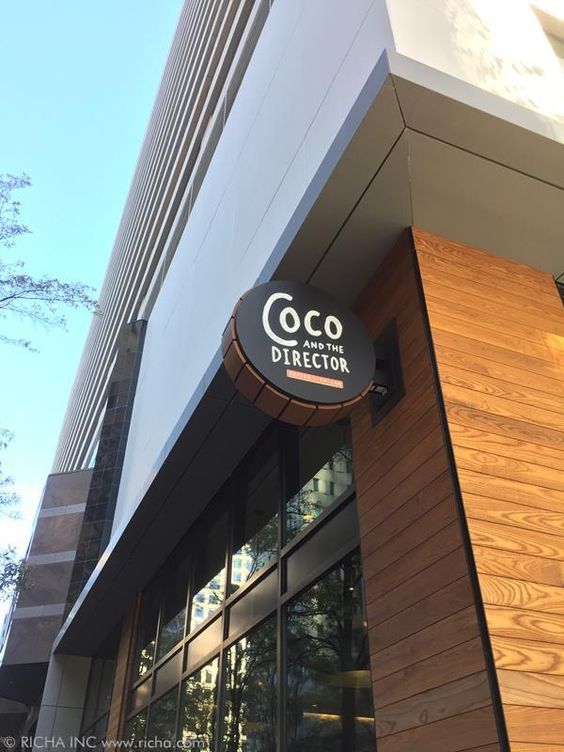 COCO
AND THE
DIRECTOR
© RICHA INC www.richa.com